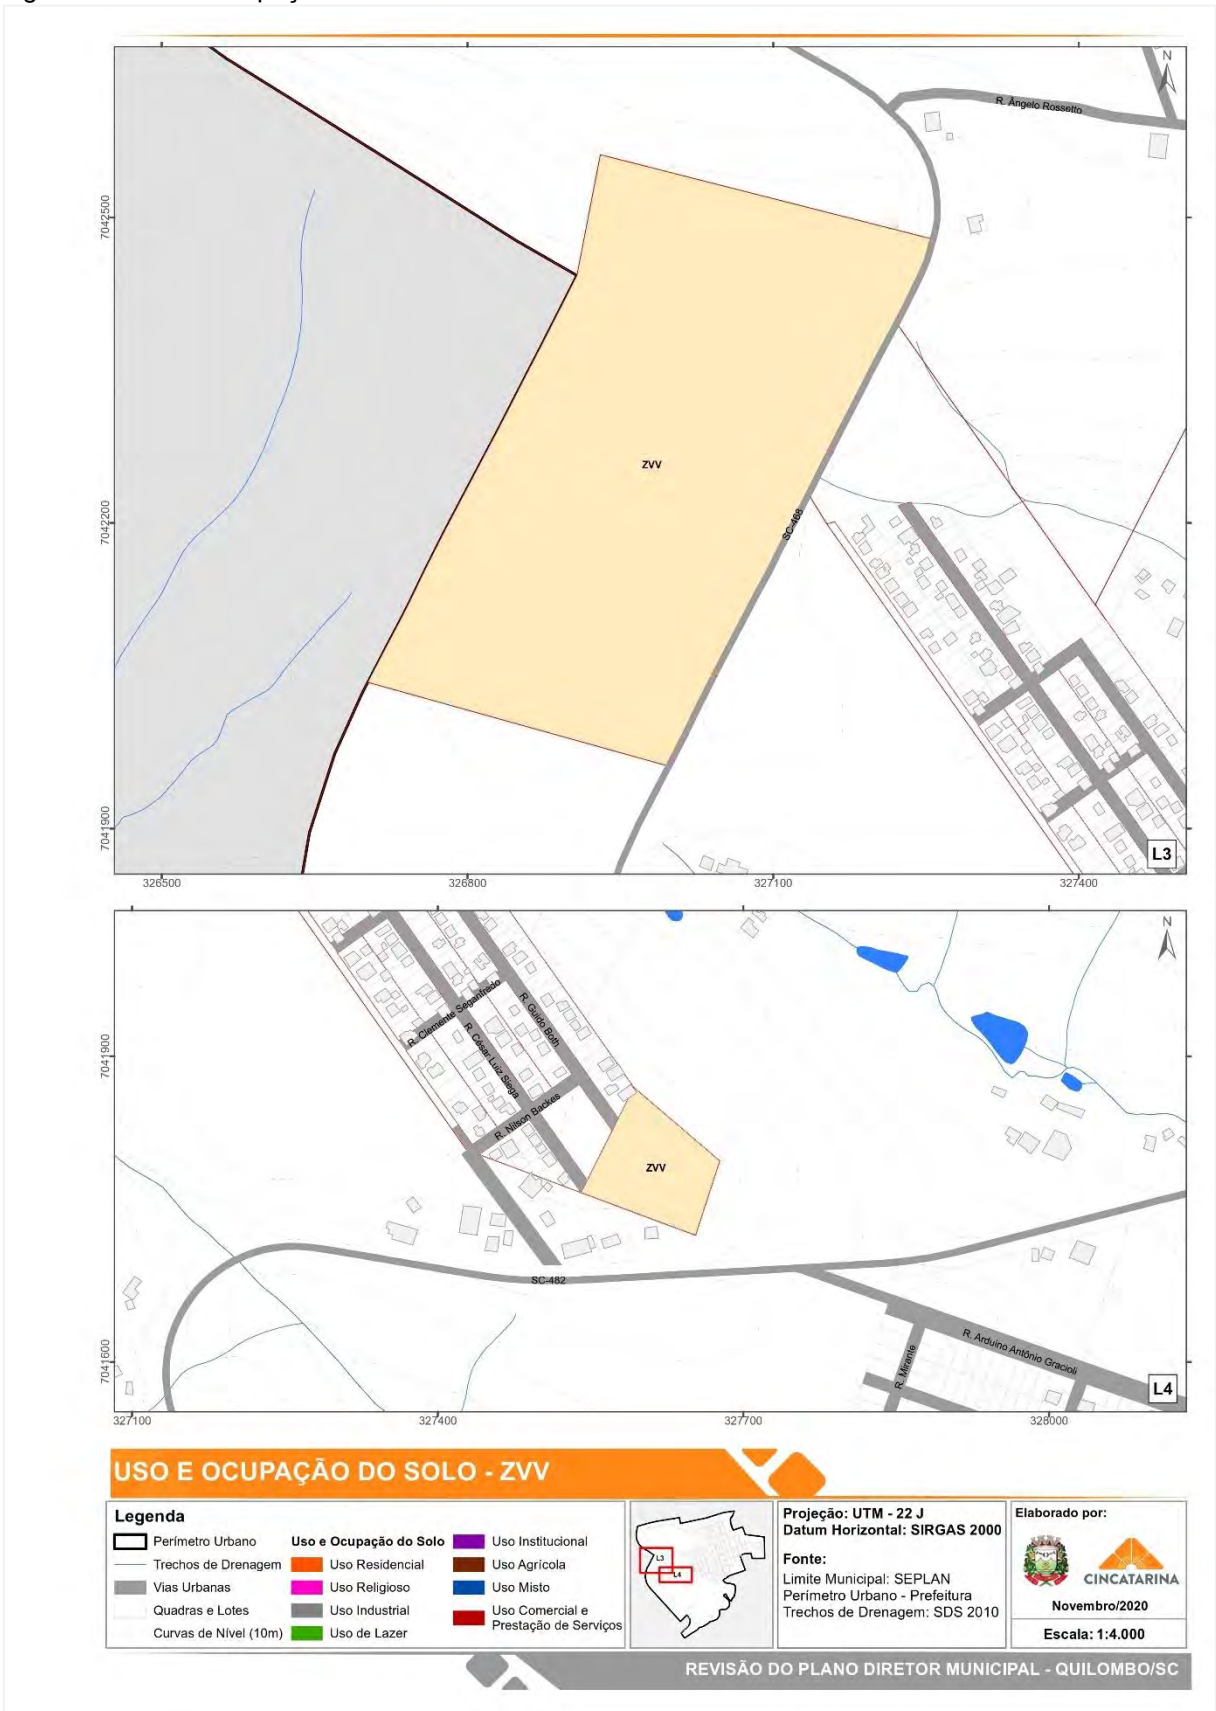 N
R. Ângelo Rossetto
7042500
ZVV
7042200
SC-468
7041900
L3
326500
326800
327100
327400
N
R. Clemente Seganfredo
R. Guido Both
7041900
R. César Luiz Siega
R. Nilson Backes
ZVV
SC-482
7041600
R. Arduino Antônio Gracioli
R. Mirante
L4
327100
327400
327700
328000
USO E OCUPAÇÃO DO SOLO - ZVV
Legenda
Perímetro Urbano
Trechos de Drenagem
Vias Urbanas
Quadras e Lotes
Curvas de Nível (10m)
Uso e Ocupação do Solo
Uso Residencial
Uso Religioso
Uso Industrial
Uso de Lazer
Uso Institucional
Uso Agrícola
Uso Misto
Uso Comercial e
Prestação de Serviços
L3
L4
Projeção: UTM - 22 J
Datum Horizontal: SIRGAS 2000
Fonte:
Limite Municipal: SEPLAN
Perímetro Urbano - Prefeitura
Trechos de Drenagem: SDS 2010
Elaborado por:
CINCATARINA
Novembro/2020
Escala: 1:4.000
REVISÃO DO PLANO DIRETOR MUNICIPAL - QUILOMBO/SC